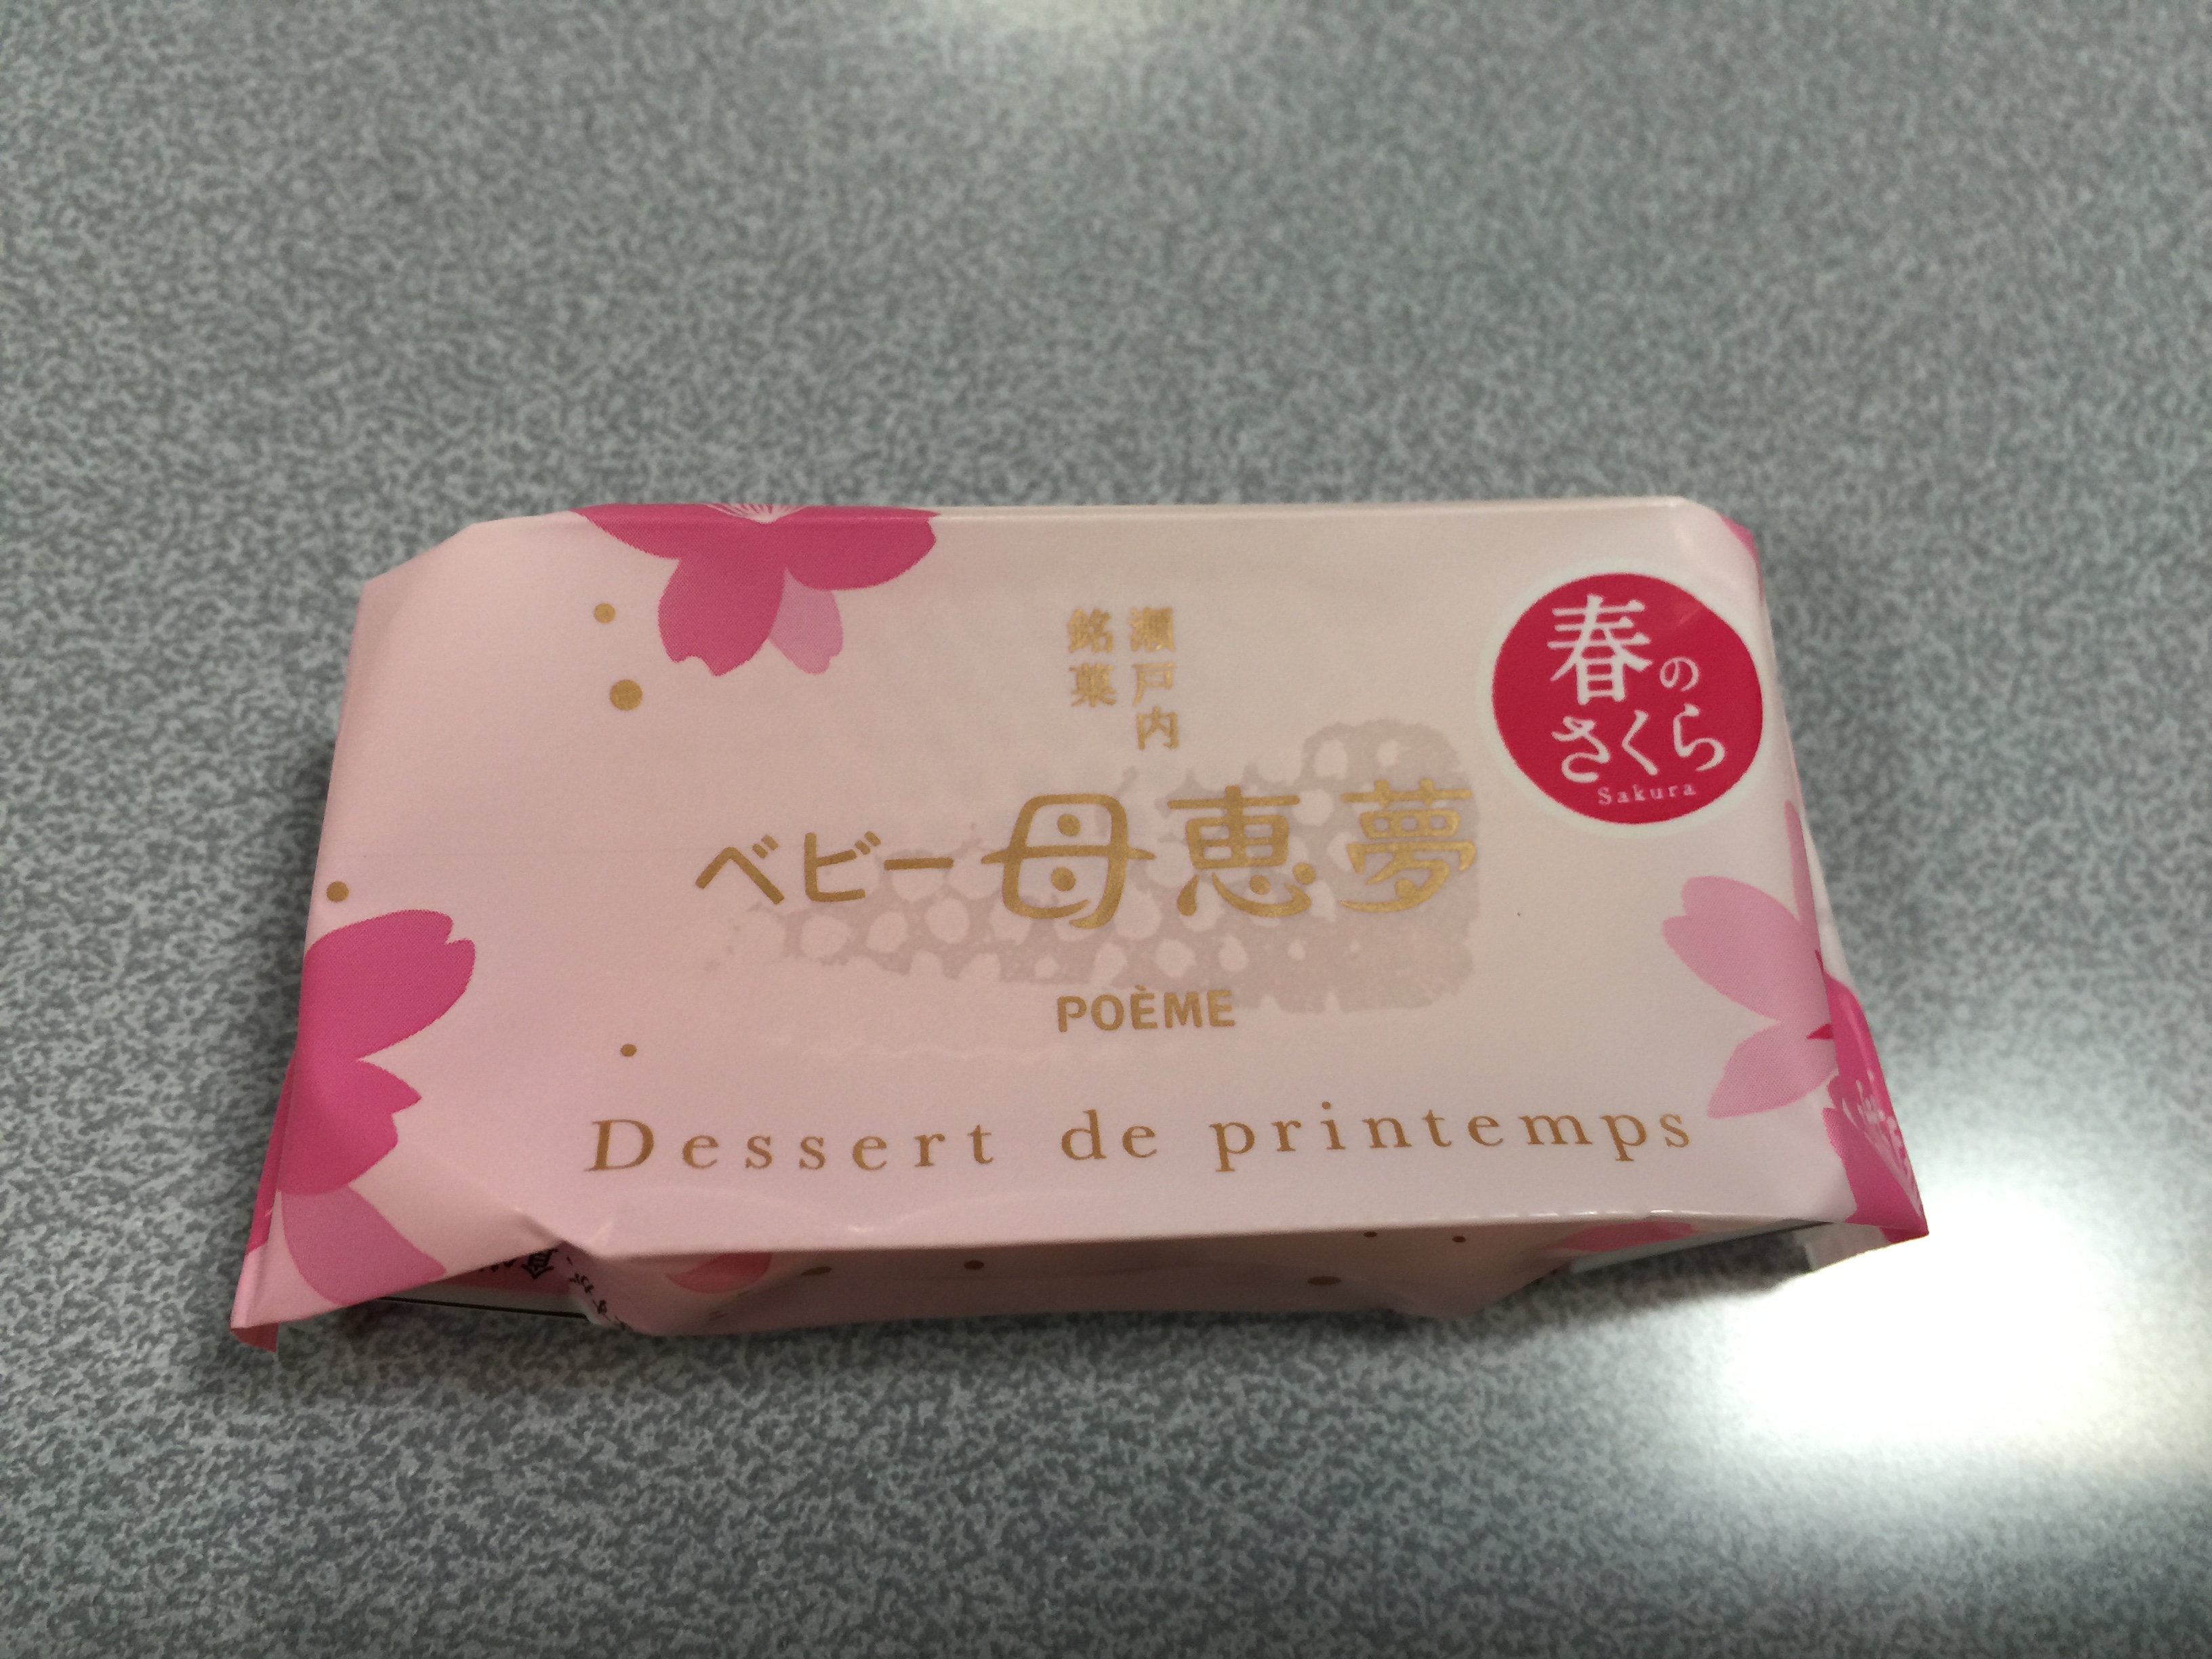 瀬戸内
銘菓
春の
さくら
Sakura
ベビー母恵夢
POÈME
Dessert de printemps